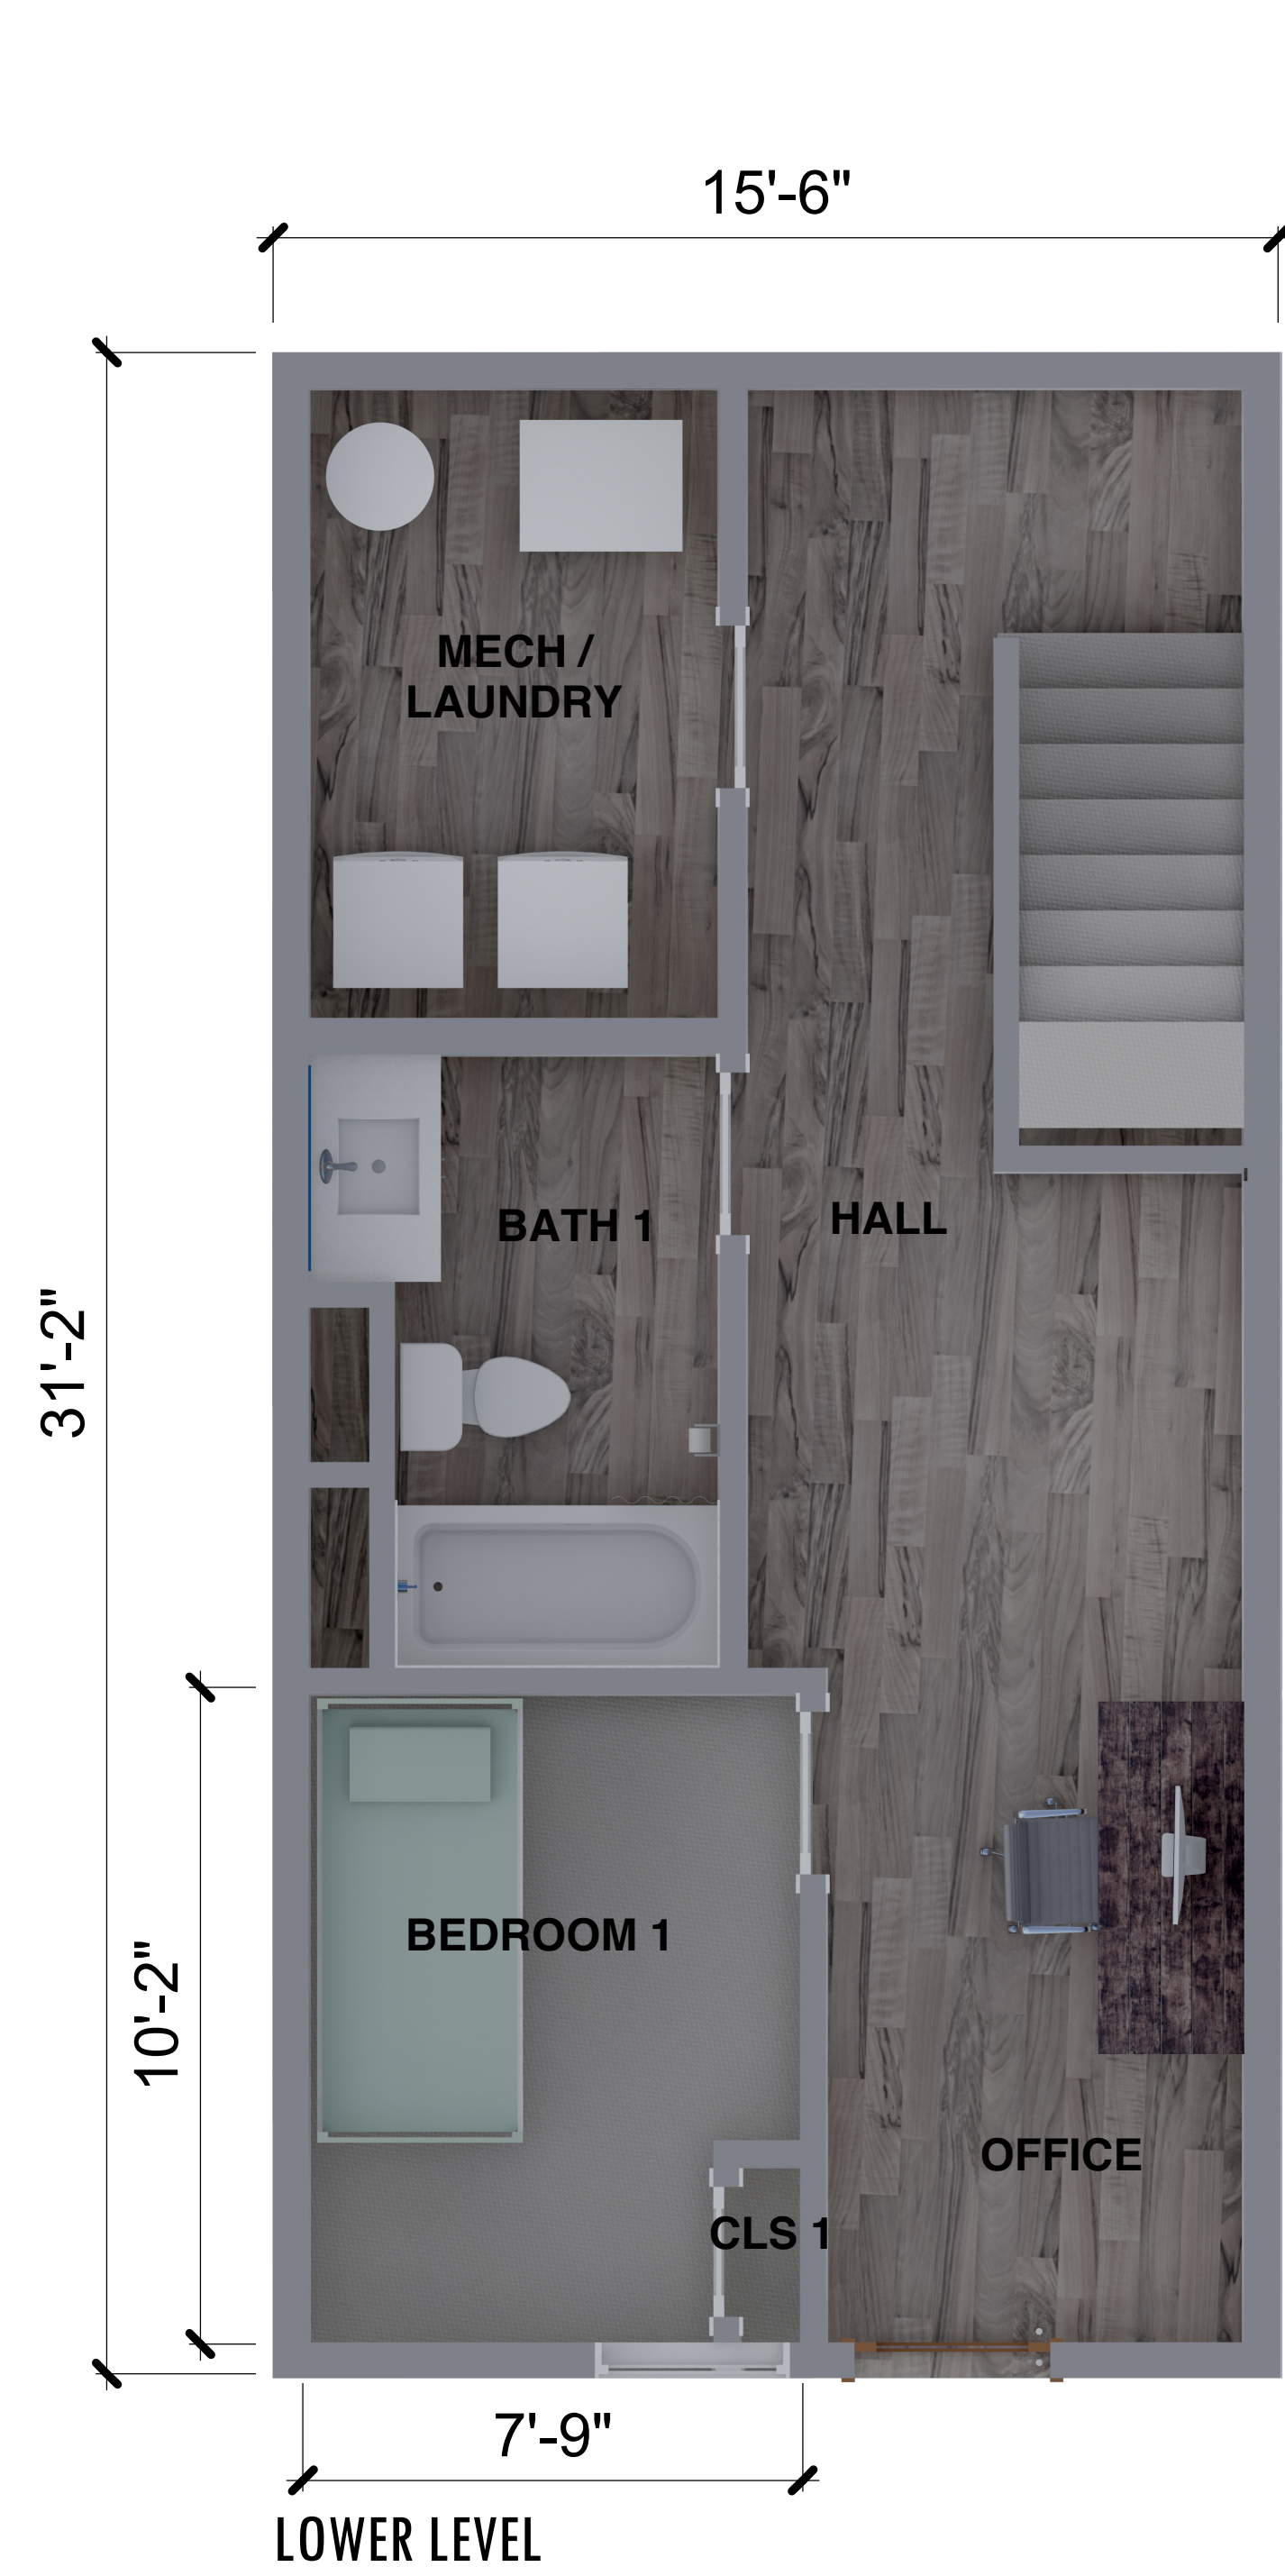 15'-6"
MECH /
LAUNDRY
BATH 1
HALL
31'-2"
BEDROOM 1
10'-2"
OFFICE
CLS 1
7'-9"
LOWER LEVEL